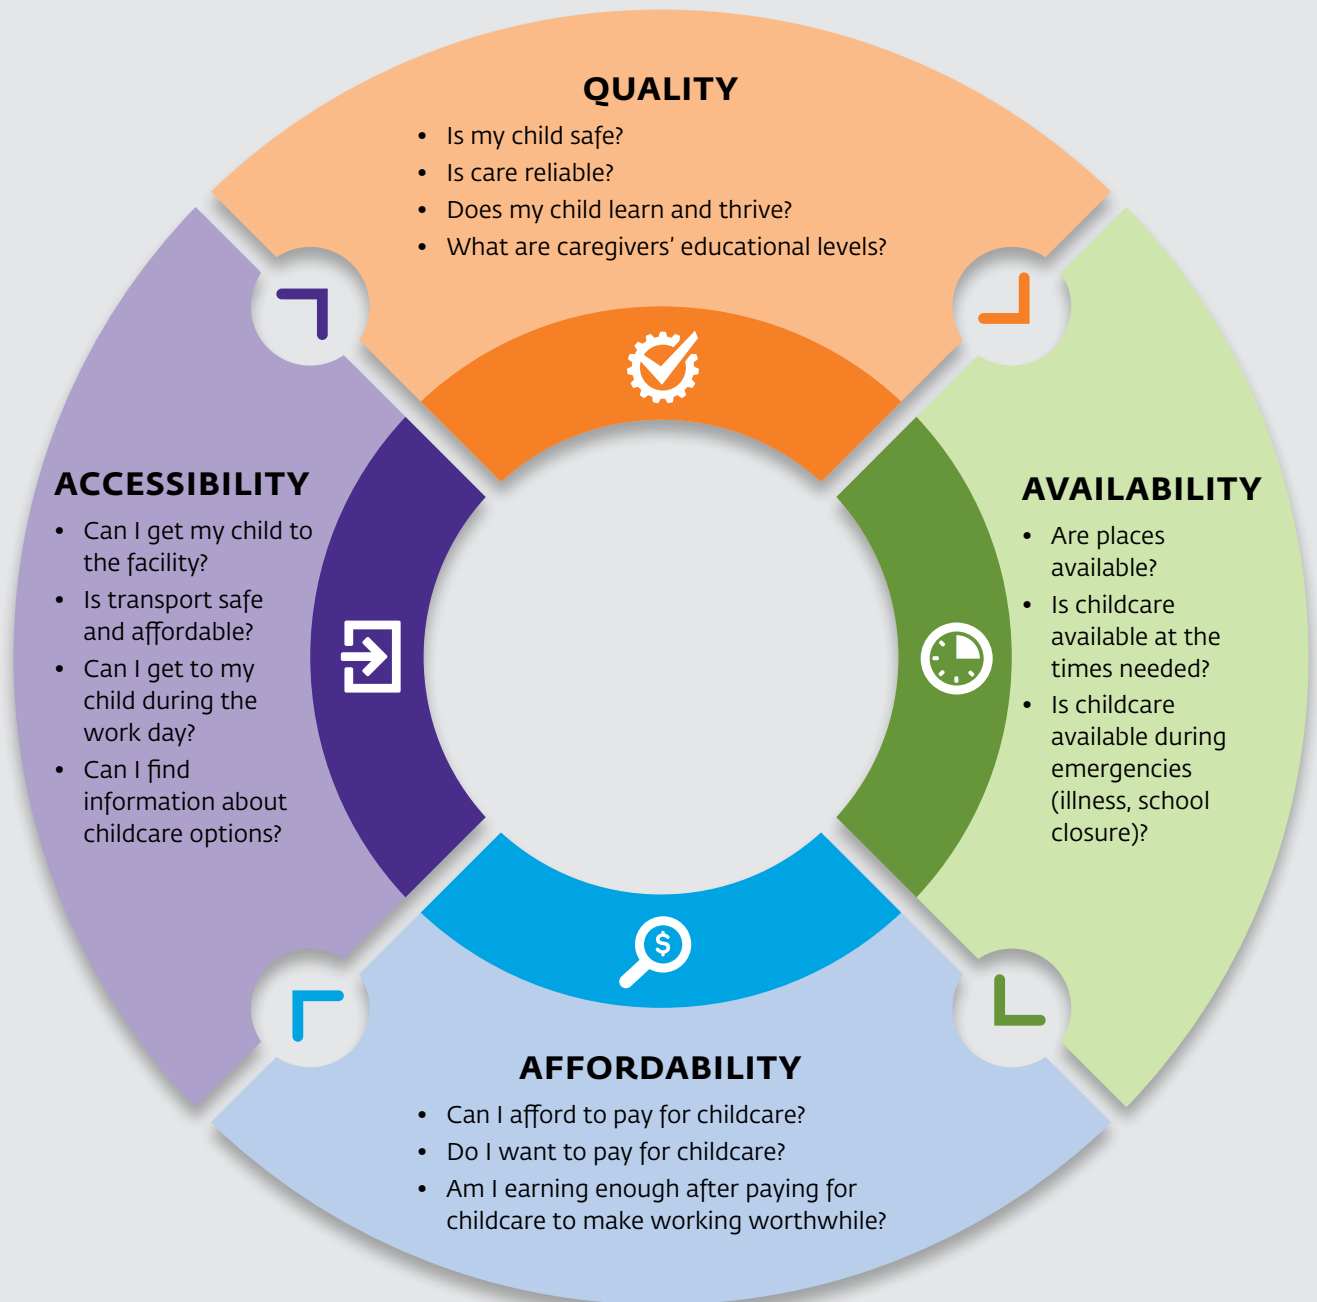 QUALITY
• Is my child safe?
• Is care reliable?
• Does my child learn and thrive?
• What are caregivers' educational levels?
ACCESSIBILITY
• Can I get my child to
the facility?
• Is transport safe
and affordable?
• Can I get to my
child during the
work day?
• Can I find
information about
childcare options?
AVAILABILITY
• Are places
available?
• Is childcare
available at the
times needed?
• Is childcare
available during
emergencies
(illness, school
closure)?
$
AFFORDABILITY
• Can I afford to pay for childcare?
• Do I want to pay for childcare?
• Am I earning enough after paying for
childcare to make working worthwhile?